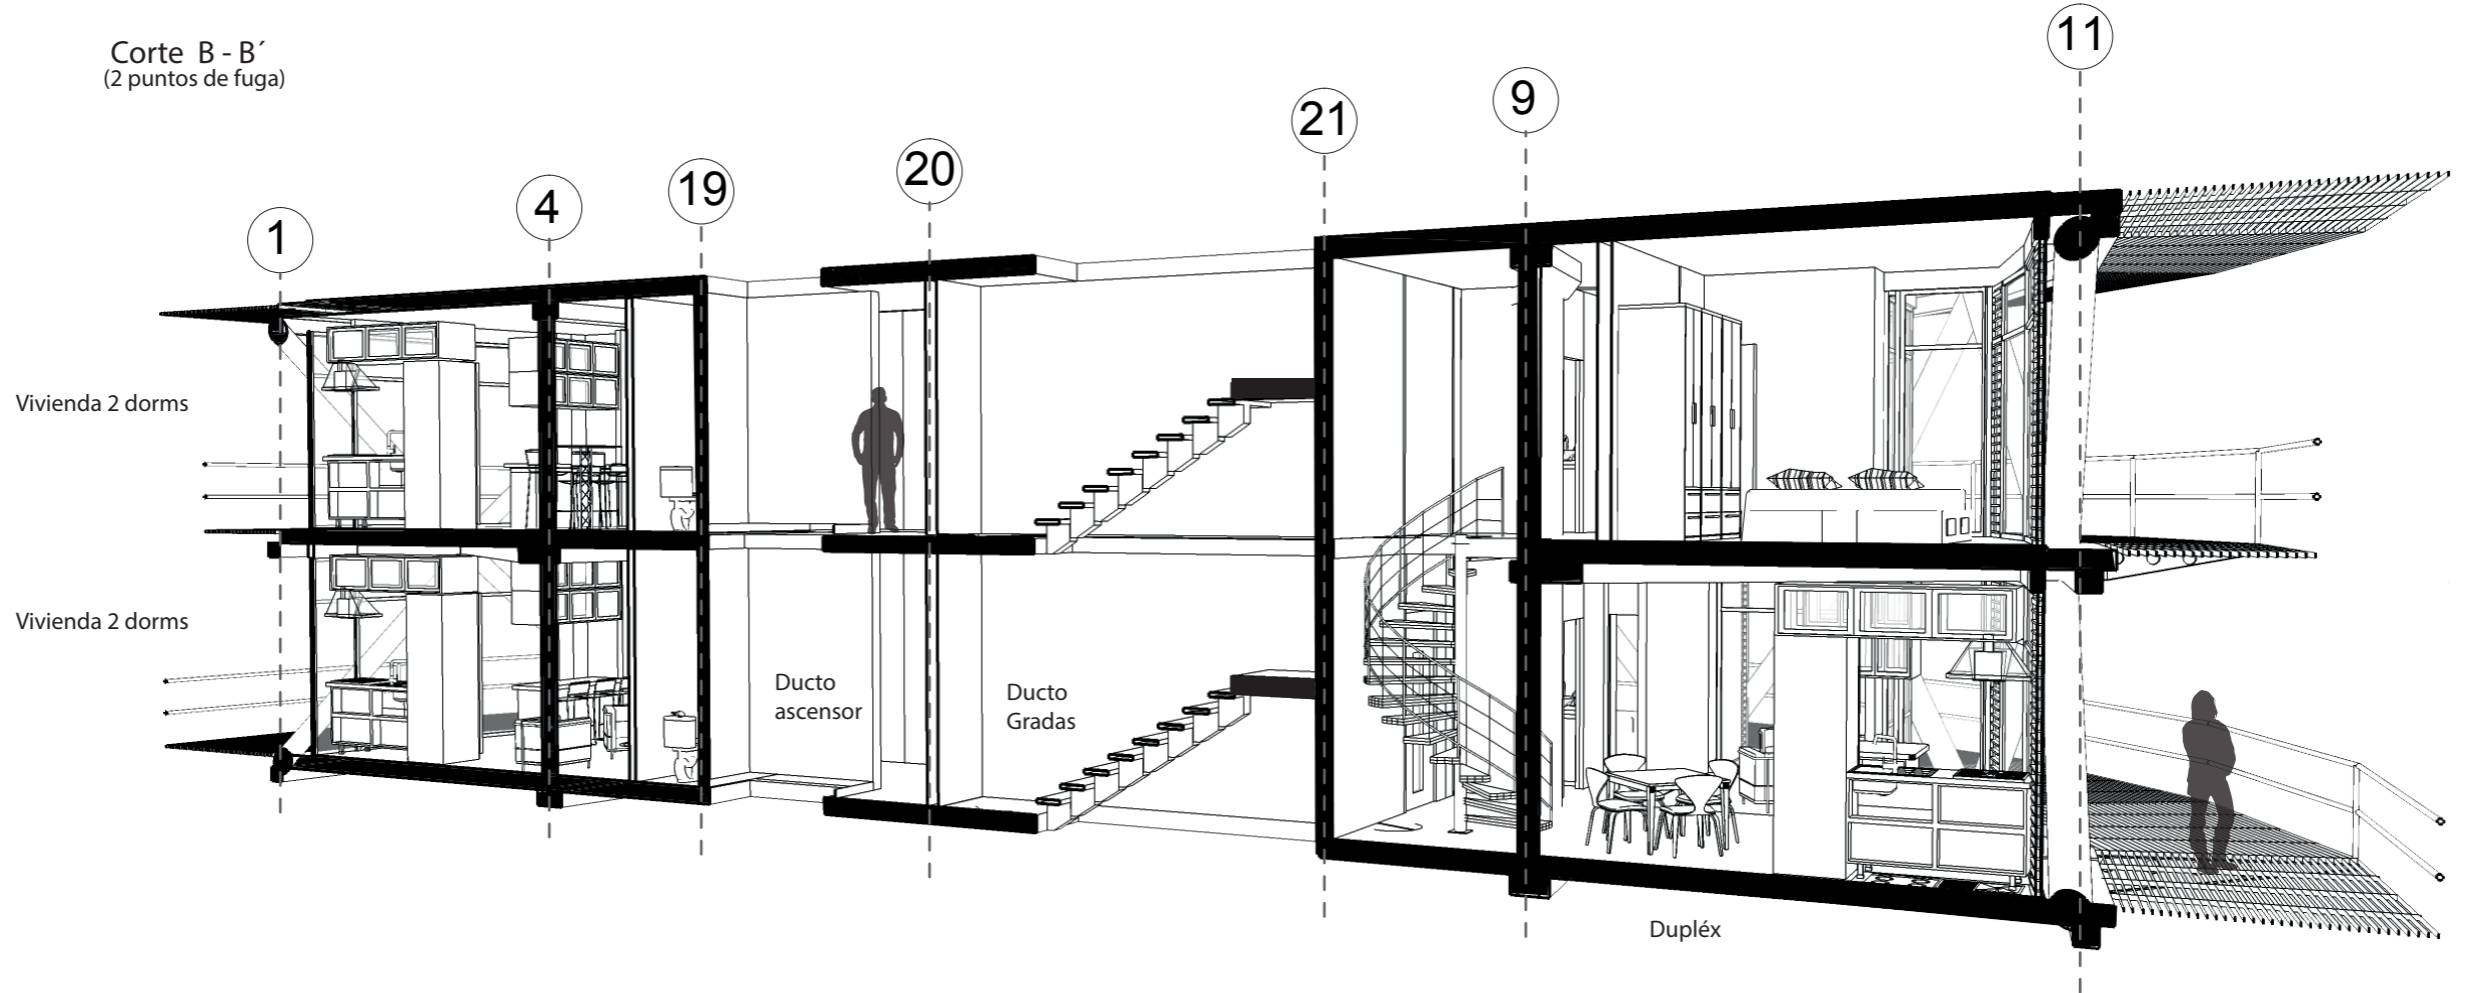 Corte B - B´
(2 puntos de fuga)
1
4
19
20
21
9
11
Vivienda 2 dorms
Vivienda 2 dorms
Ducto
ascensor
Ducto
Gradas
Dupléx